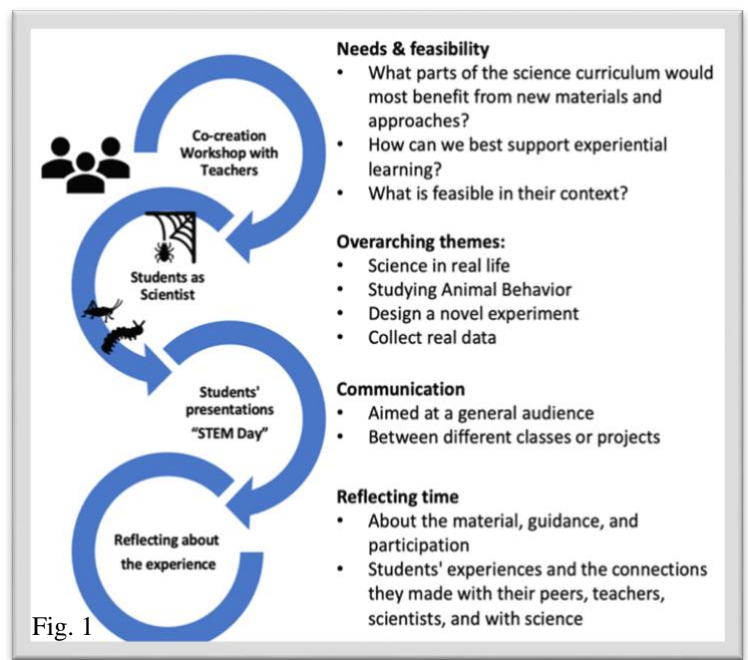 Co-creation
Workshop with
Teachers
Needs & feasibility
• What parts of the science curriculum would
most benefit from new materials and
approaches?
• How can we best support experiential
learning?
• What is feasible in their context?
Students as
Scientist
Overarching themes:
• Science in real life
• Studying Animal Behavior
• Design a novel experiment
• Collect real data
Students'
presentations
"STEM Day"
Communication
• Aimed at a general audience
• Between different classes or projects
Reflecting about
the experience
Reflecting time
• About the material, guidance, and
participation
• Students' experiences and the connections
they made with their peers, teachers,
scientists, and with science
Fig. 1